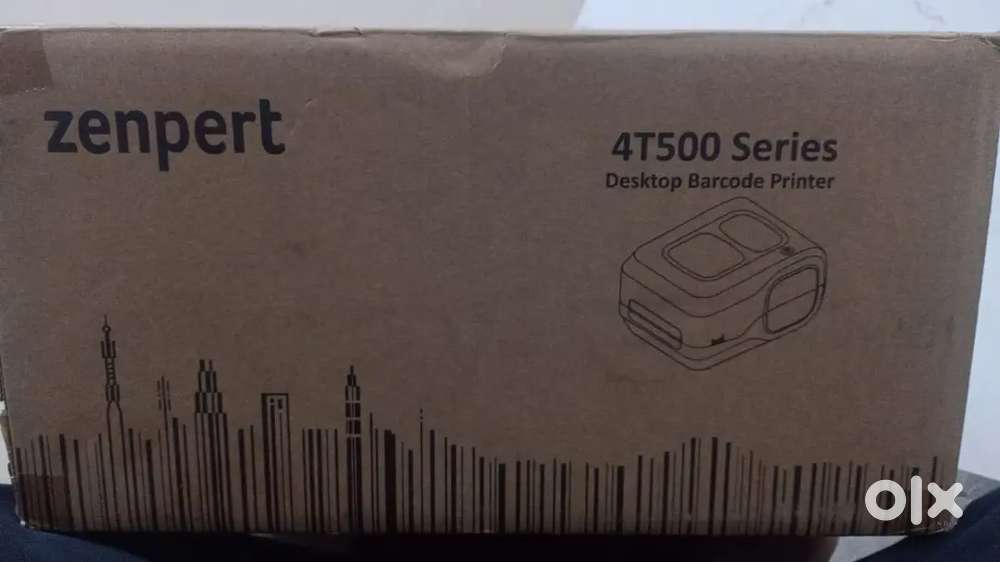 zenpert
4T500 Series
Desktop Barcode Printer
olx